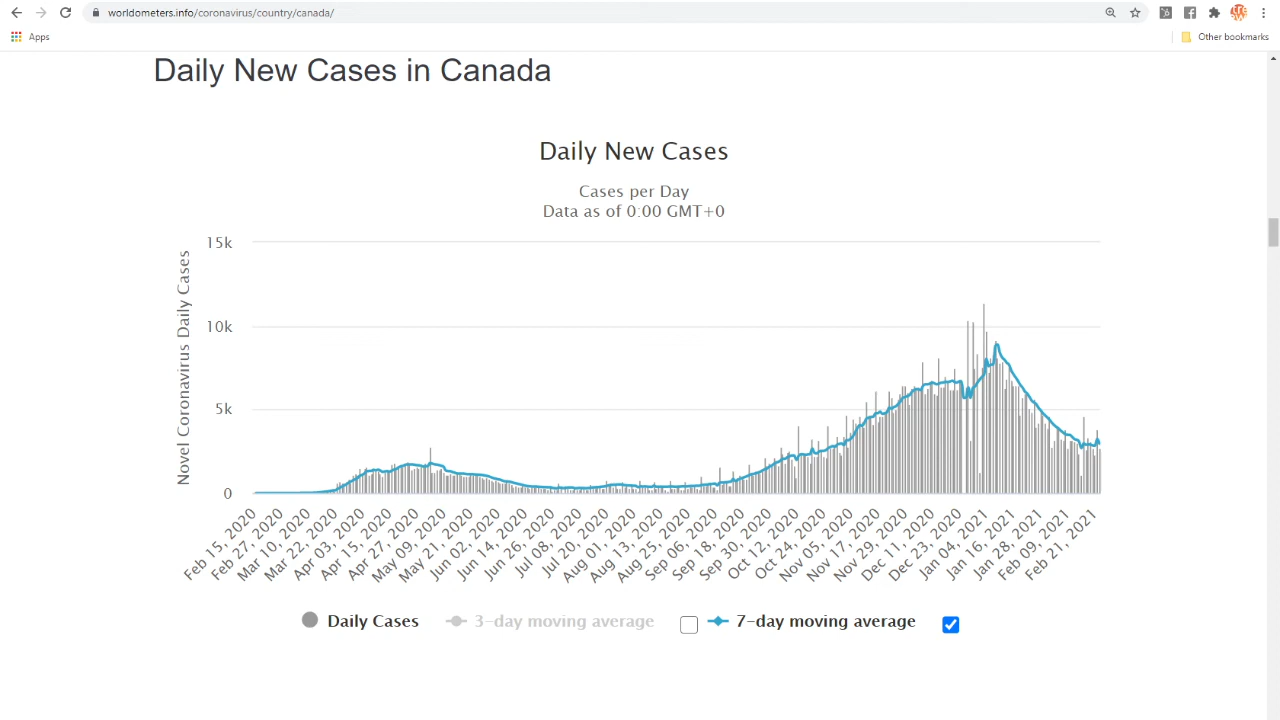 worldometers.info/coronavirus/country/canada/
Apps
Other bookmarks
Daily New Cases in Canada
Daily New Cases
Cases per Day
Data as of 0:00 GMT+0
Novel Coronavirus Daily Cases
15k
10k
5k
0
Feb 15, 2020
Feb 27, 2020
Mar 10, 2020
Mar 22, 2020
Apr 03, 2020
Apr 15, 2020
Apr 27, 2020
May 09, 2020
May 21, 2020
Jun 02, 2020
Jun 14, 2020
Jun 26, 2020
Jul 08, 2020
Jul 20, 2020
Aug 01, 2020
Aug 13, 2020
Aug 25, 2020
Sep 06, 2020
Sep 18, 2020
Sep 30, 2020
Oct 12, 2020
Oct 24, 2020
Nov 05, 2020
Nov 17, 2020
Nov 29, 2020
Dec 11, 2020
Dec 23, 2020
Jan 04, 2021
Jan 16, 2021
Jan 28, 2021
Feb 09, 2021
Feb 21, 2021
Daily Cases 3-day moving average 7-day moving average